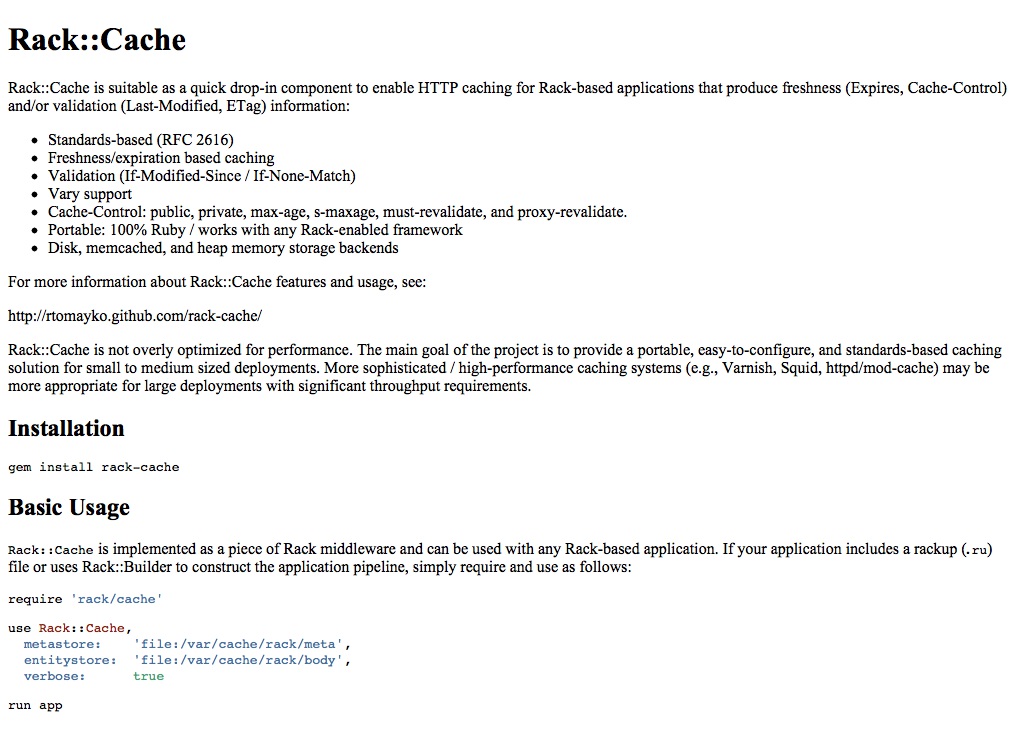 Rack::Cache
Rack::Cache is suitable as a quick drop-in component to enable HTTP caching for Rack-based applications that produce freshness (Expires, Cache-Control)
and/or validation (Last-Modified, ETag) information:
• Standards-based (RFC 2616)
• Freshness/expiration based caching
• Validation (If-Modified-Since / If-None-Match)
• Vary support
• Cache-Control: public, private, max-age, s-maxage, must-revalidate, and proxy-revalidate.
• Portable: 100% Ruby / works with any Rack-enabled framework
• Disk, memcached, and heap memory storage backends
For more information about Rack::Cache features and usage, see:
http://rtomayko.github.com/rack-cache/
Rack::Cache is not overly optimized for performance. The main goal of the project is to provide a portable, easy-to-configure, and standards-based caching
solution for small to medium sized deployments. More sophisticated / high-performance caching systems (e.g., Varnish, Squid, httpd/mod-cache) may be
more appropriate for large deployments with significant throughput requirements.
Installation
gem install rack-cache
Basic Usage
Rack::Cache is implemented as a piece of Rack middleware and can be used with any Rack-based application. If your application includes a rackup (.ru)
file or uses Rack::Builder to construct the application pipeline, simply require and use as follows:
require 'rack/cache'
use Rack::Cache,
  metastore:    'file:/var/cache/rack/meta',
  entitystore:  'file:/var/cache/rack/body',
  verbose:      true
run app